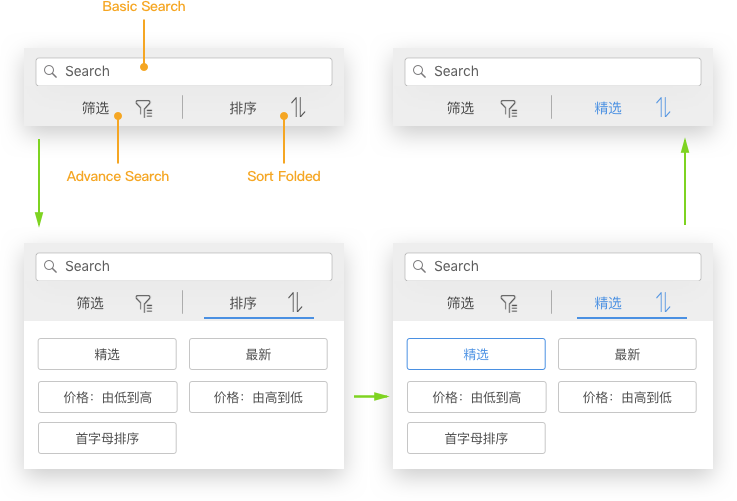 Basic Search
Search
筛选
排序
Advance Search
Sort Folded
Search
筛选
精选
Search
筛选
排序
精选
最新
价格：由低到高
价格：由高到低
首字母排序
Search
筛选
精选
精选
最新
价格：由低到高
价格：由高到低
首字母排序